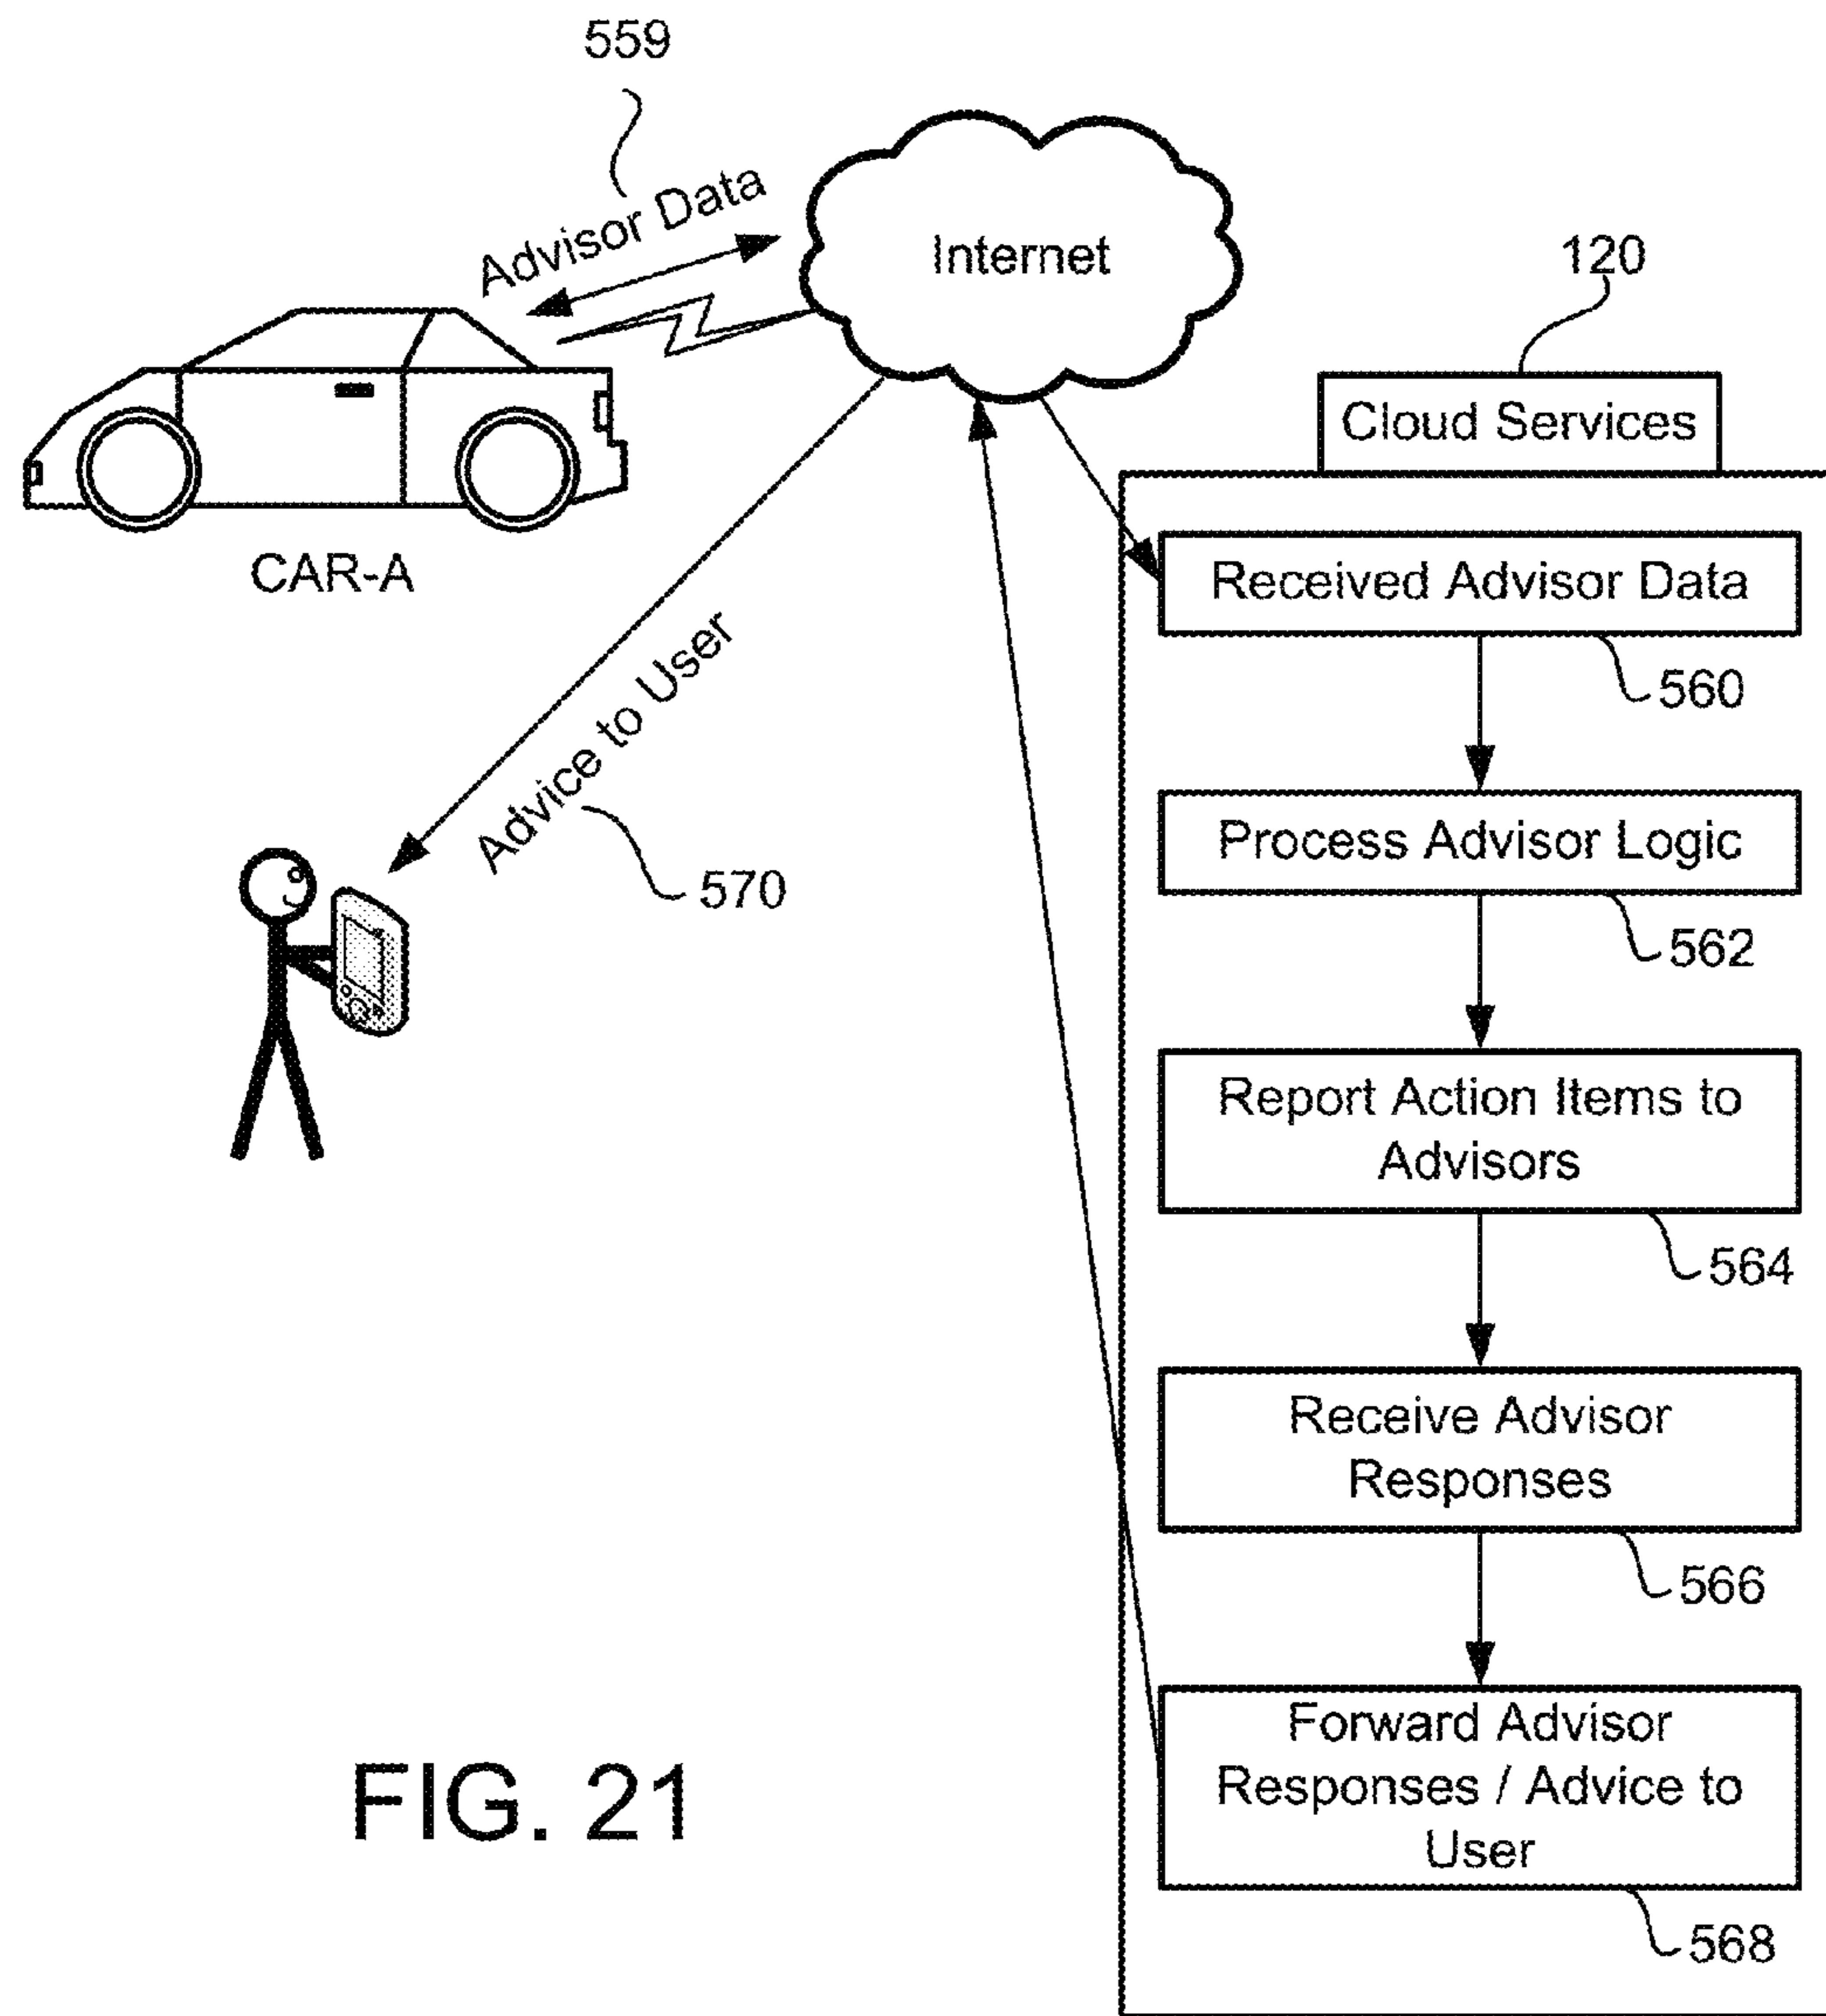 559
Advisor Data
Internet
120
Cloud Services
CAR-A
Received Advisor Data
560
Advice to User
570
Process Advisor Logic
562
Report Action Items to
Advisors
564
Receive Advisor
Responses
566
Forward Advisor
Responses / Advice to
User
568
FIG. 21